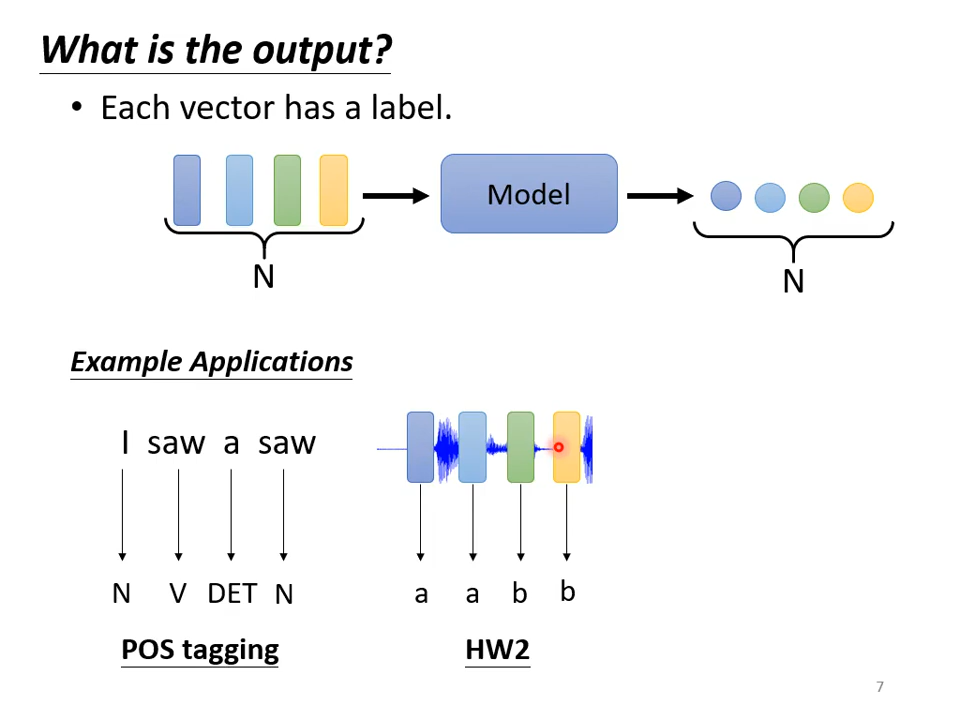 What is the output?
• Each vector has a label.
Model
N
N
Example Applications
I saw a saw
N V DET N
POS tagging
a a b b
HW2
7